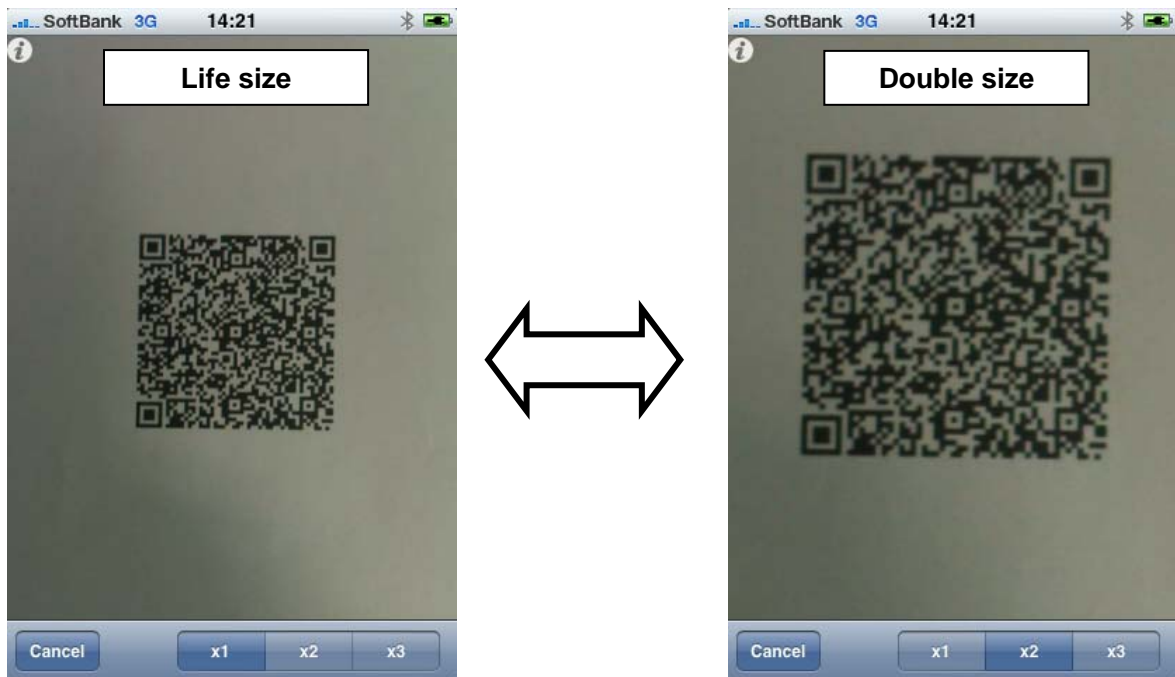 SoftBank 3G 14:21
i
Life size
Cancel x1 x2 x3
SoftBank 3G 14:21
i
Double size
Cancel x1 x2 x3